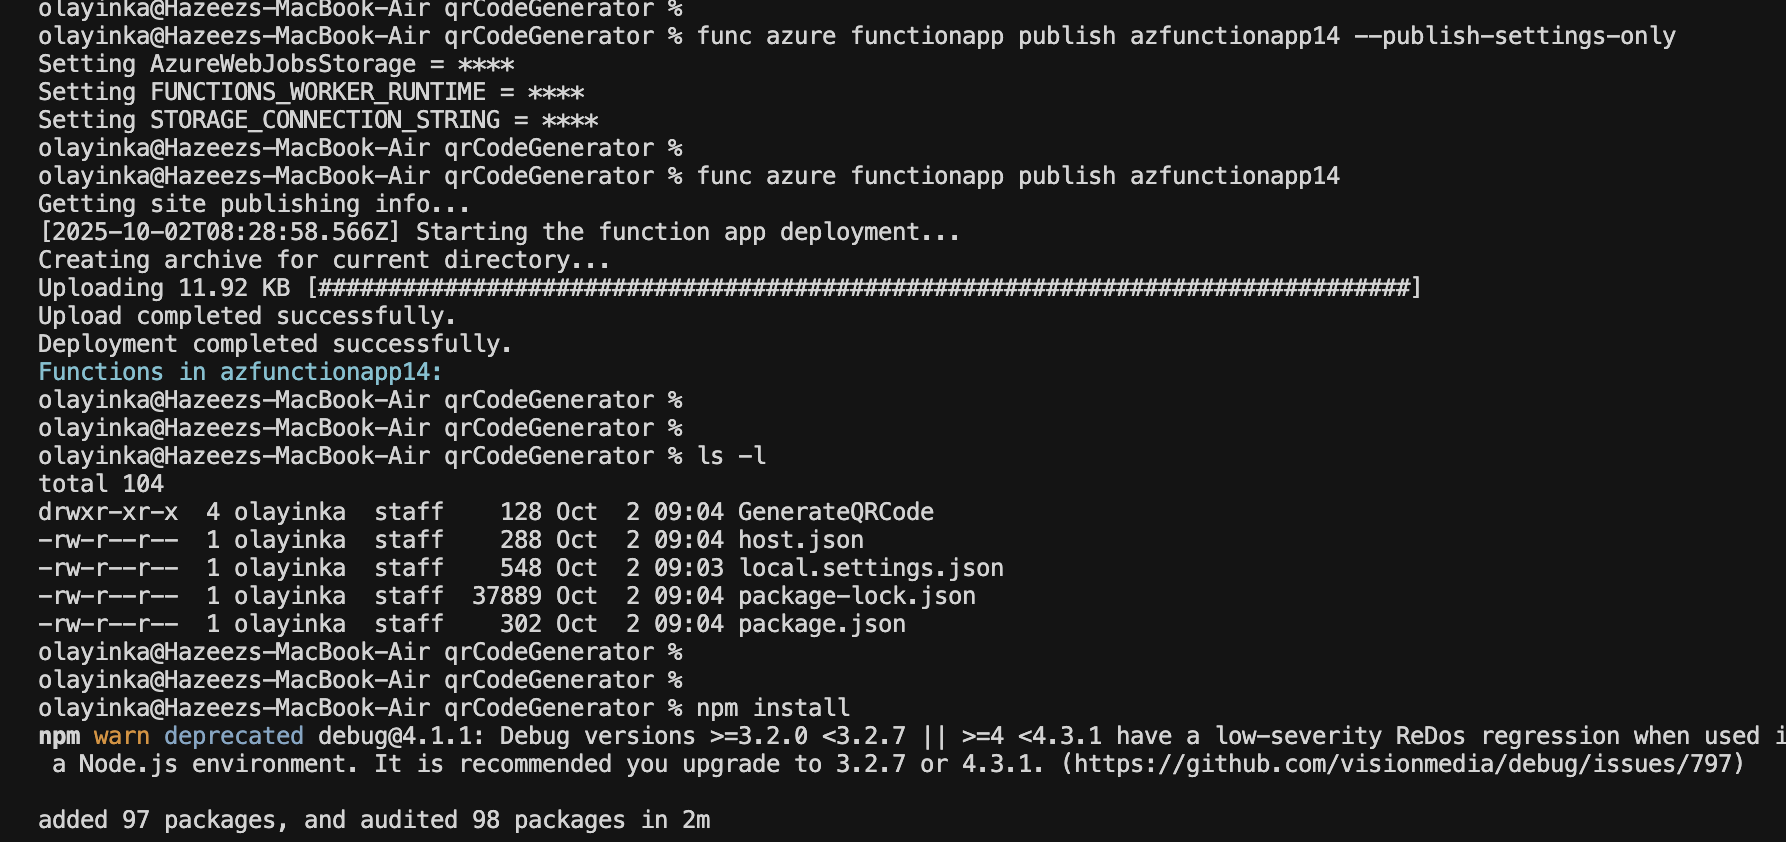 olayinka@Hazeezs-MacBook-Air qrCodeGenerator %
olayinka@Hazeezs-MacBook-Air qrCodeGenerator % func azure functionapp publish azfunctionapp14 --publish-settings-only
Setting AzureWebJobsStorage = ****
Setting FUNCTIONS_WORKER_RUNTIME = ****
Setting STORAGE_CONNECTION_STRING = ****
olayinka@Hazeezs-MacBook-Air qrCodeGenerator %
olayinka@Hazeezs-MacBook-Air qrCodeGenerator % func azure functionapp publish azfunctionapp14
Getting site publishing info...
[2025-10-02T08:28:58.566Z] Starting the function app deployment...
Creating archive for current directory...
Uploading 11.92 KB [##############################################################################]
Upload completed successfully.
Deployment completed successfully.
Functions in azfunctionapp14:
olayinka@Hazeezs-MacBook-Air qrCodeGenerator %
olayinka@Hazeezs-MacBook-Air qrCodeGenerator %
olayinka@Hazeezs-MacBook-Air qrCodeGenerator % ls -l
total 104
drwxr-xr-x  4 olayinka  staff    128 Oct  2 09:04 GenerateQRCode
-rw-r--r--  1 olayinka  staff    288 Oct  2 09:04 host.json
-rw-r--r--  1 olayinka  staff    548 Oct  2 09:03 local.settings.json
-rw-r--r--  1 olayinka  staff  37889 Oct  2 09:04 package-lock.json
-rw-r--r--  1 olayinka  staff    302 Oct  2 09:04 package.json
olayinka@Hazeezs-MacBook-Air qrCodeGenerator %
olayinka@Hazeezs-MacBook-Air qrCodeGenerator %
olayinka@Hazeezs-MacBook-Air qrCodeGenerator % npm install
npm warn deprecated debug@4.1.1: Debug versions >=3.2.0 <3.2.7 || >=4 <4.3.1 have a low-severity ReDos regression when used i
a Node.js environment. It is recommended you upgrade to 3.2.7 or 4.3.1. (https://github.com/visionmedia/debug/issues/797)
added 97 packages, and audited 98 packages in 2m